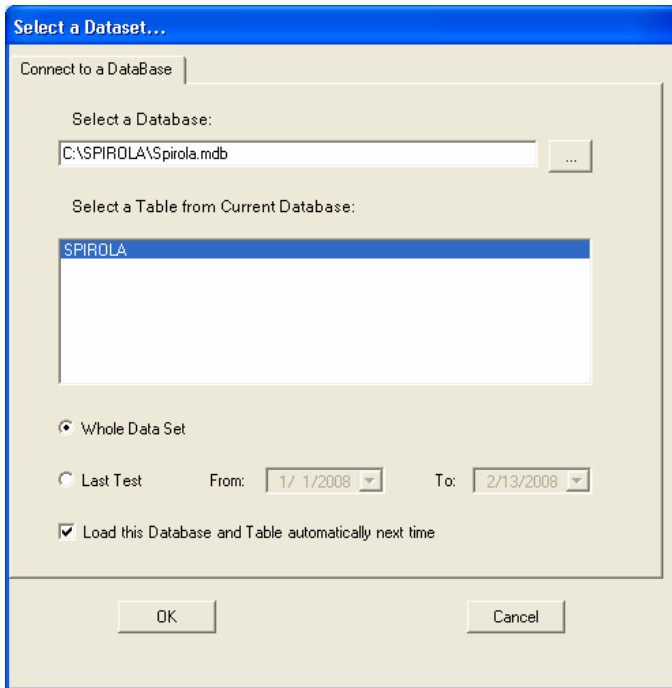 Select a Dataset...
Connect to a DataBase
Select a Database:
C:\SPIROLA\Spirola.mdb
...
Select a Table from Current Database:
SPIROLA
Whole Data Set
Last Test From: 1/ 1/2008 To: 2/13/2008
Load this Database and Table automatically next time
OK Cancel